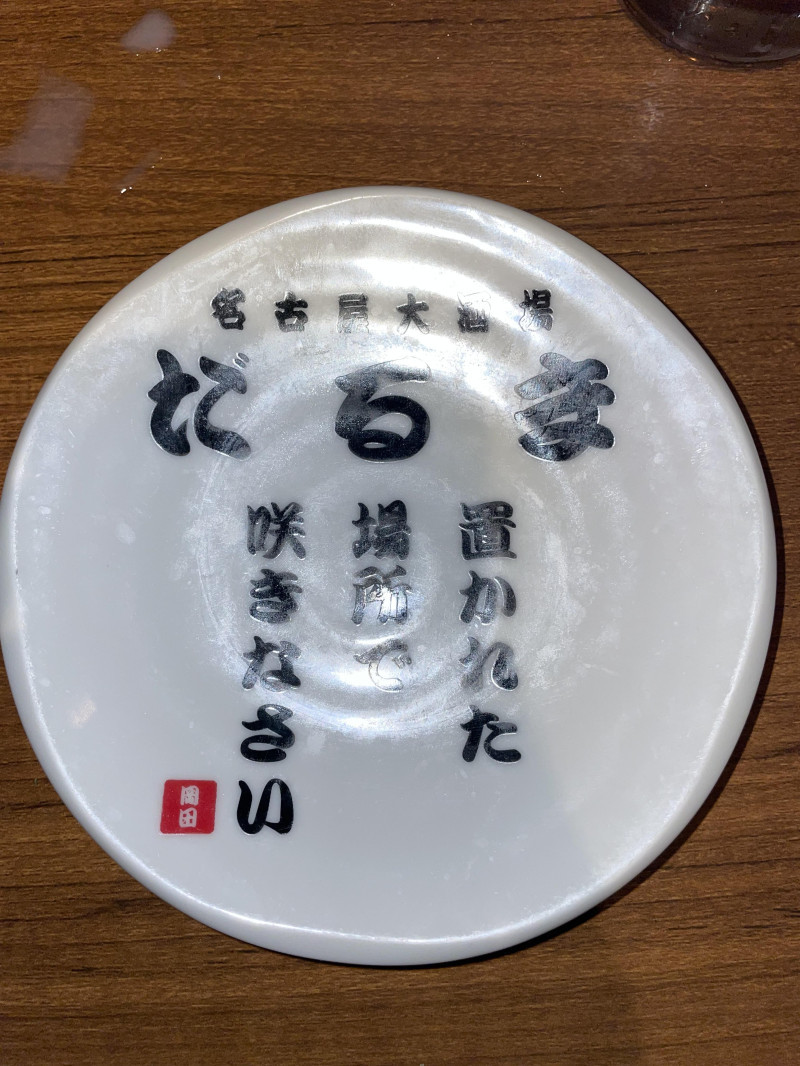 名古屋大酒場
だるま
置かれた
場所で
咲きなさい
岡田